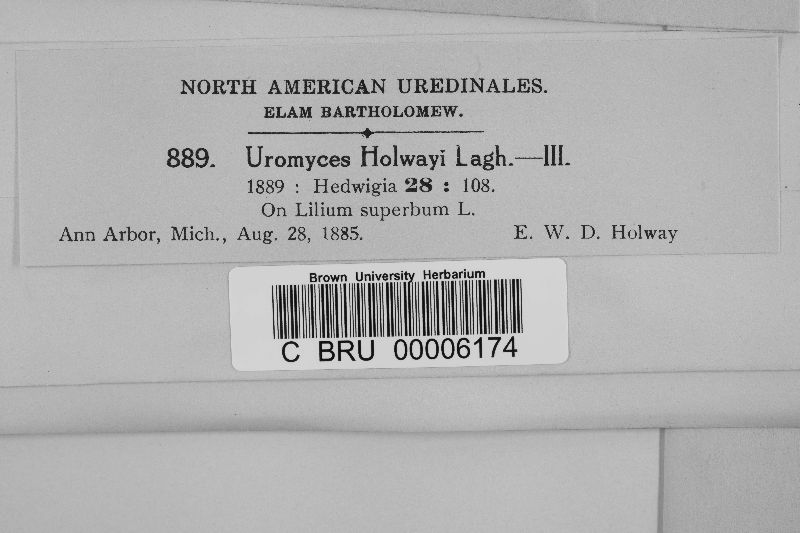 NORTH AMERICAN UREDINALES.
ELAM BARTHOLOMEW.
889. Uromyces Holwayi Lagh.—III.
1889 : Hedwigia 28 : 108.
On Lilium superbum L.
Ann Arbor, Mich., Aug. 28, 1885. E. W. D. Holway
Brown University Herbarium
C BRU 00006174